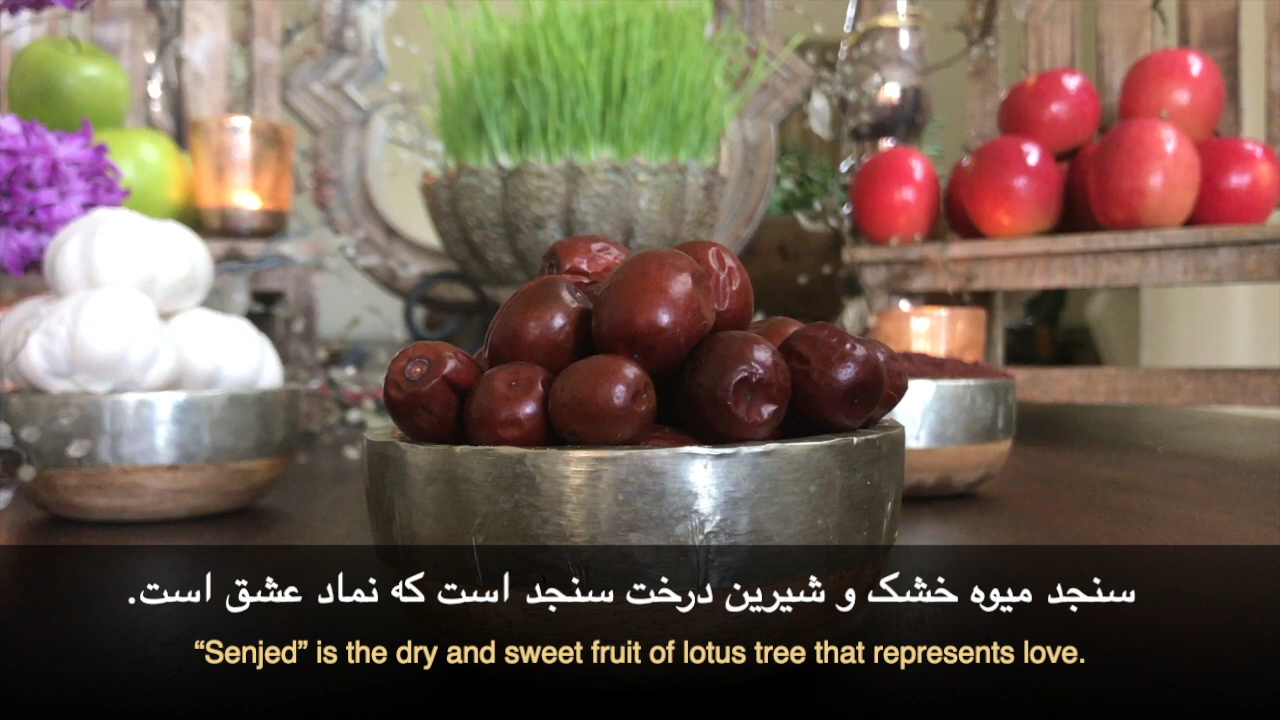 سنجد میوه خشک و شیرین درخت سنجد است که نماد عشق است.
“Senjed” is the dry and sweet fruit of lotus tree that represents love.